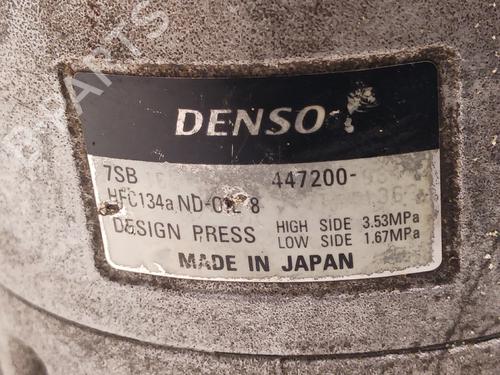 DENSO
7SB 447200-
HFC134a ND-OIL 8
DESIGN PRESS HIGH SIDE 3.53MPa
LOW SIDE 1.67MPa
MADE IN JAPAN